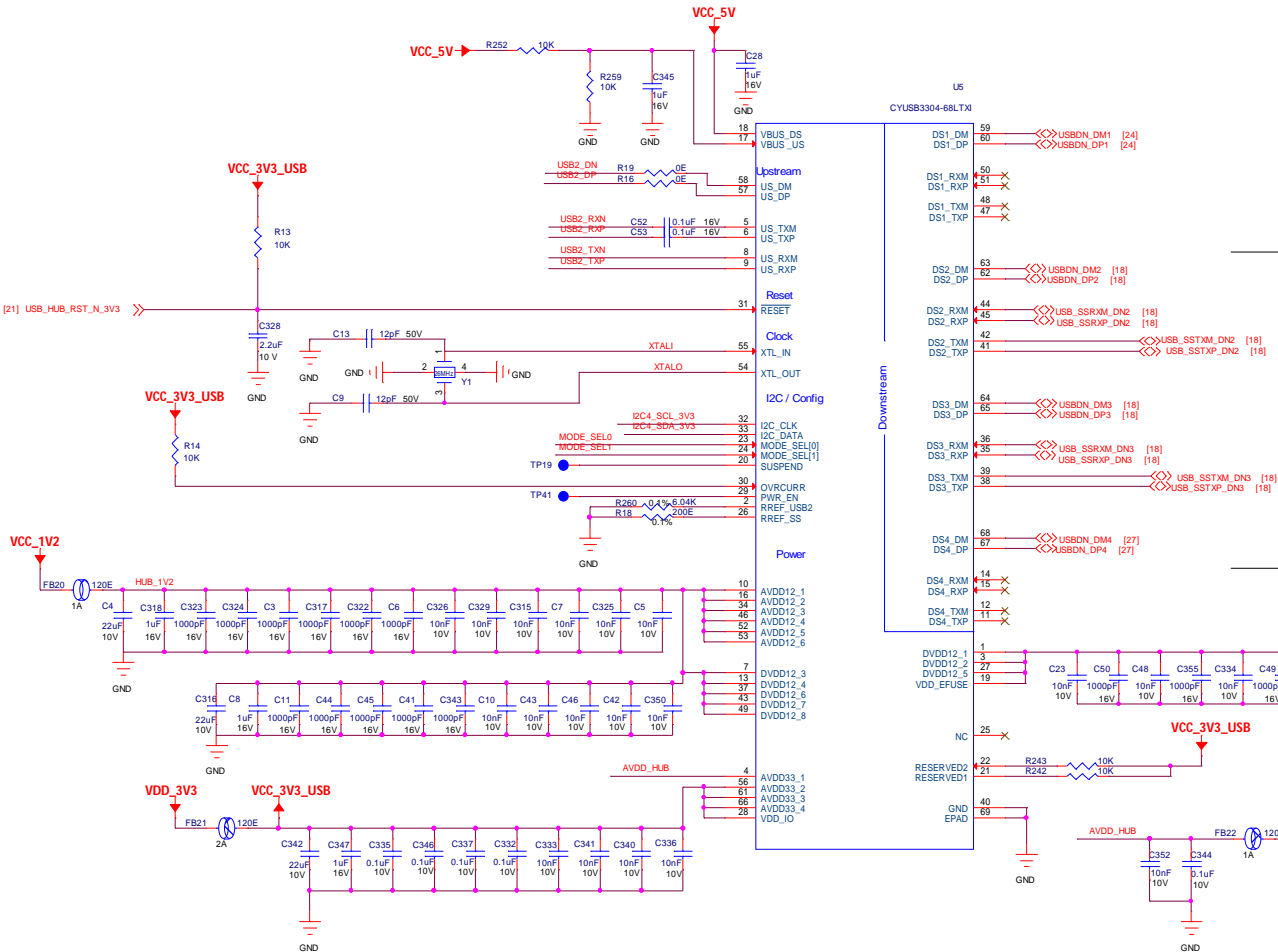 VCC_5V
VCC_5V
R252 10K
C28
1uF
16V
GND
R259
10K
C345
1uF
16V
GND
GND
U5
CYUSB3304-68LTXI
18 VBUS_DS
17 VBUS_US
Upstream
USB2_DN R19 0E 58 US_DM
USB2_DP R16 0E 57 US_DP
USB2_RXN C52 0.1uF 16V 5 US_TXM
USB2_RXP C53 0.1uF 16V 6 US_TXP
USB2_TXN 8 US_RXM
USB2_TXP 9 US_RXP
VCC_3V3_USB
R13
10K
Reset
[21] USB_HUB_RST_N_3V3 31 RESET
C328
2.2uF
10 V
GND
Clock
C13 12pF 50V
GND
XTALI 55 XTL_IN
XTALO 54 XTL_OUT
GND 2 1 26MHz 4 3 GND
Y1
C9 12pF 50V
GND
I2C / Config
VCC_3V3_USB
R14
10K
I2C4_SCL_3V3 32 I2C_CLK
I2C4_SDA_3V3 33 I2C_DATA
MODE_SEL0 23 MODE_SEL[0]
MODE_SEL1 24 MODE_SEL[1]
TP19 20 SUSPEND
30 OVRCURR
TP41 29 PWR_EN
R260 0.1% 6.04K 2 RREF_USB2
R18 200E 26 RREF_SS
0.1%
GND
Power
VCC_1V2
FB20 120E
1A
HUB_1V2
C4 22uF 10V
C318 1uF 16V
C323 1000pF 16V
C324 1000pF 16V
C3 1000pF 16V
C317 1000pF 16V
C322 1000pF 16V
C6 1000pF 16V
C326 10nF 10V
C329 10nF 10V
C315 10nF 10V
C7 10nF 10V
C325 10nF 10V
C5 10nF 10V
GND
10 AVDD12_1
16 AVDD12_2
34 AVDD12_3
46 AVDD12_4
52 AVDD12_5
53 AVDD12_6
C316 22uF 10V
C8 1uF 16V
C11 1000pF 16V
C44 1000pF 16V
C45 1000pF 16V
C41 1000pF 16V
C343 1000pF 16V
C10 10nF 10V
C43 10nF 10V
C46 10nF 10V
C42 10nF 10V
C350 10nF 10V
GND
7 DVDD12_3
13 DVDD12_4
37 DVDD12_6
43 DVDD12_7
49 DVDD12_8
AVDD_HUB 4 AVDD33_1
56 AVDD33_2
61 AVDD33_3
66 AVDD33_4
28 VDD_IO
VDD_3V3
VCC_3V3_USB
FB21 120E
2A
C342 22uF 10V
C347 1uF 16V
C335 0.1uF 10V
C346 0.1uF 10V
C337 0.1uF 10V
C332 0.1uF 10V
C333 10nF 10V
C341 10nF 10V
C340 10nF 10V
C336 10nF 10V
GND
Downstream
DS1_DM 59 USBDN_DM1 [24]
DS1_DP 60 USBDN_DP1 [24]
DS1_RXM 50
DS1_RXP 51
DS1_TXM 48
DS1_TXP 47
DS2_DM 63 USBDN_DM2 [18]
DS2_DP 62 USBDN_DP2 [18]
DS2_RXM 44 USB_SSRXM_DN2 [18]
DS2_RXP 45 USB_SSRXP_DN2 [18]
DS2_TXM 42 USB_SSTXM_DN2 [18]
DS2_TXP 41 USB_SSTXP_DN2 [18]
DS3_DM 64 USBDN_DM3 [18]
DS3_DP 65 USBDN_DP3 [18]
DS3_RXM 36 USB_SSRXM_DN3 [18]
DS3_RXP 35 USB_SSRXP_DN3 [18]
DS3_TXM 39 USB_SSTXM_DN3 [18]
DS3_TXP 38 USB_SSTXP_DN3 [18]
DS4_DM 68 USBDN_DM4 [27]
DS4_DP 67 USBDN_DP4 [27]
DS4_RXM 14
DS4_RXP 15
DS4_TXM 12
DS4_TXP 11
DVDD12_1 1
DVDD12_2 3
DVDD12_5 27
VDD_EFUSE 19
C23 10nF 10V
C50 1000pF 16V
C48 10nF 10V
C355 1000pF 16V
C334 10nF 10V
C49
NC 25
VCC_3V3_USB
RESERVED2 22 R243 10K
RESERVED1 21 R242 10K
GND 40
EPAD 69
GND
AVDD_HUB FB22
1A
C352 10nF 10V
C344 0.1uF 10V
GND